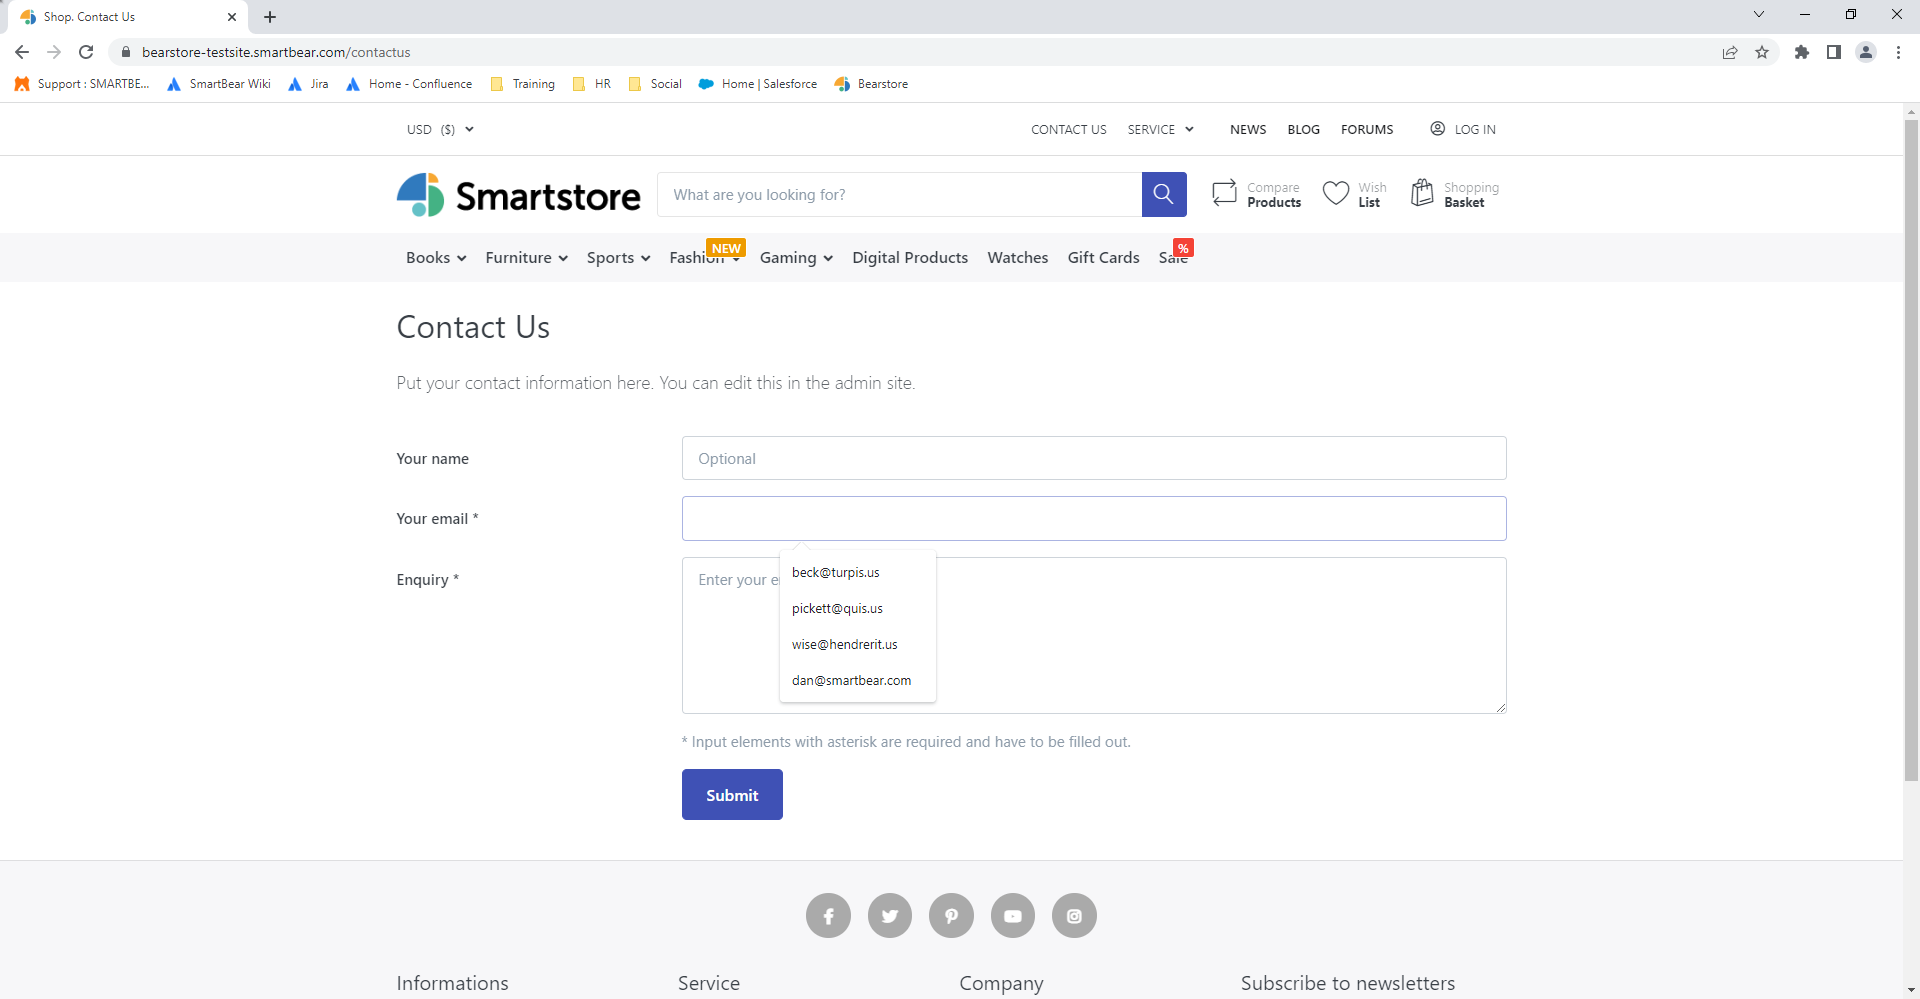 Shop. Contact Us
bearstore-testsite.smartbear.com/contactus
Support : SMARTBE... SmartBear Wiki Jira Home - Confluence Training HR Social Home | Salesforce Bearstore
USD ($) CONTACT US SERVICE NEWS BLOG FORUMS LOG IN
Smartstore What are you looking for? Compare Products Wish List Shopping Basket
NEW %
Books Furniture Sports Fashion Gaming Digital Products Watches Gift Cards Sale
Contact Us
Put your contact information here. You can edit this in the admin site.
Your name Optional
Your email *
Enquiry * Enter your
beck@turpis.us
pickett@quis.us
wise@hendrerit.us
dan@smartbear.com
* Input elements with asterisk are required and have to be filled out.
Submit
Informations Service Company Subscribe to newsletters